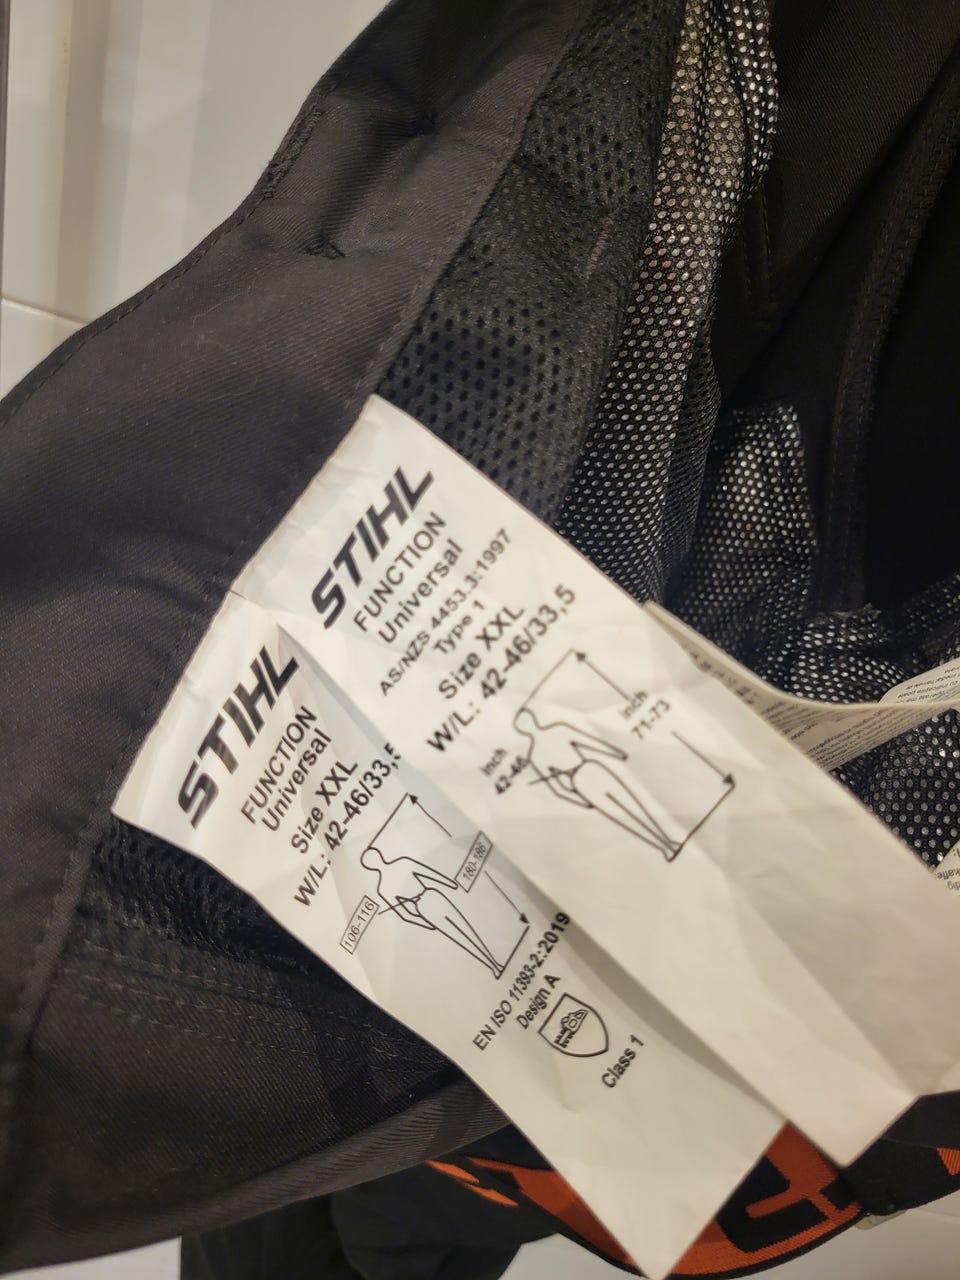 STIHL
FUNCTION
Universal
Size XXL
W/L: 42-46/33,5
106-116
180-186
EN ISO 11393-2:2019
Design A
Class 1
STIHL
FUNCTION
Universal
AS/NZS 4453.3:1997
Type 1
Size XXL
W/L: 42-46/33,5
inch
42-46
inch
71-73